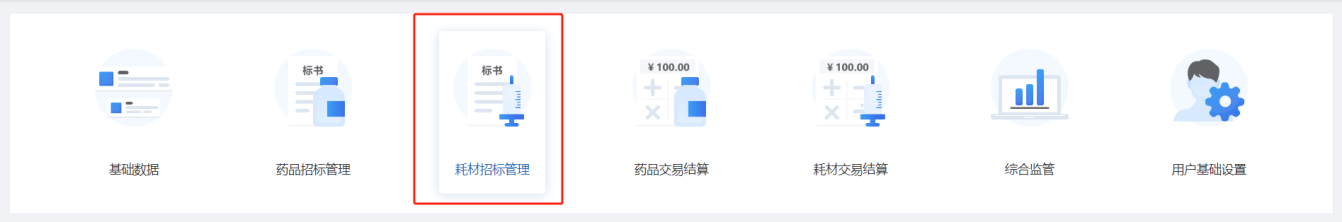 标书
标书
¥ 100.00
¥ 100.00
基础数据
药品招标管理
耗材招标管理
药品交易结算
耗材交易结算
综合监管
用户基础设置